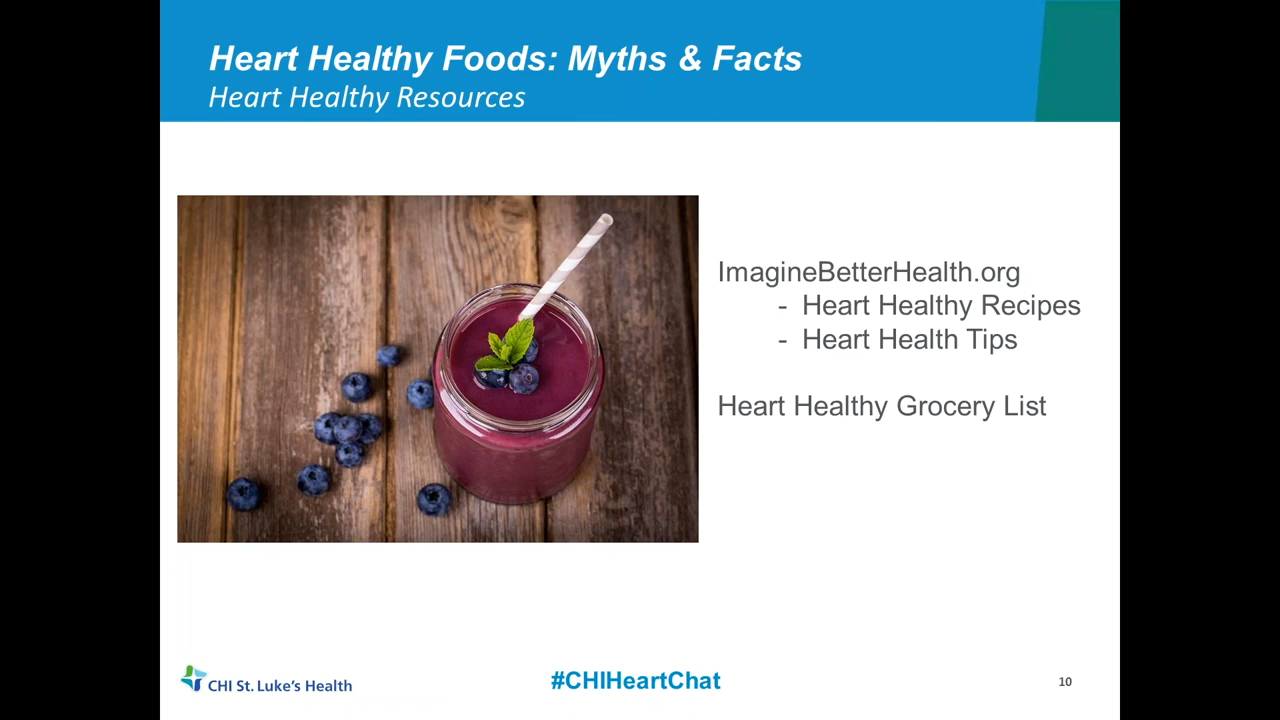 Heart Healthy Foods: Myths & Facts
Heart Healthy Resources
ImagineBetterHealth.org
- Heart Healthy Recipes
- Heart Health Tips
Heart Healthy Grocery List
CHI St. Luke's Health
#CHIHeartChat
10